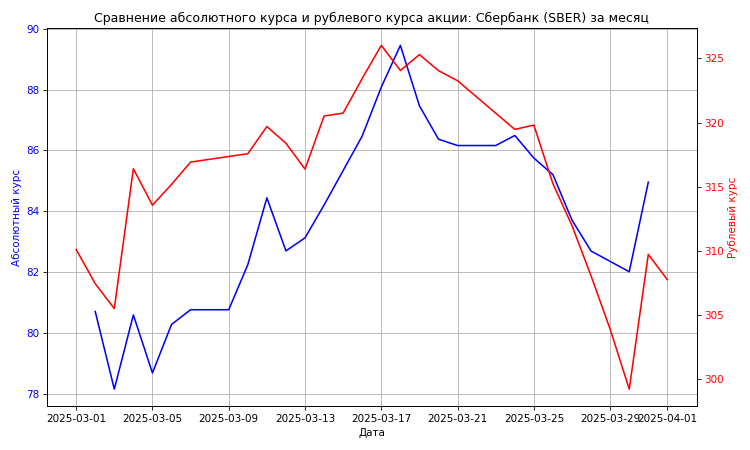 Сравнение абсолютного курса и рублевого курса акции: Сбербанк (SBER) за месяц
90
88
86
84
82
80
78
Абсолютный курс
325
320
315
310
305
300
Рублевый курс
2025-03-01 2025-03-05 2025-03-09 2025-03-13 2025-03-17 2025-03-21 2025-03-25 2025-03-29 2025-04-01
Дата